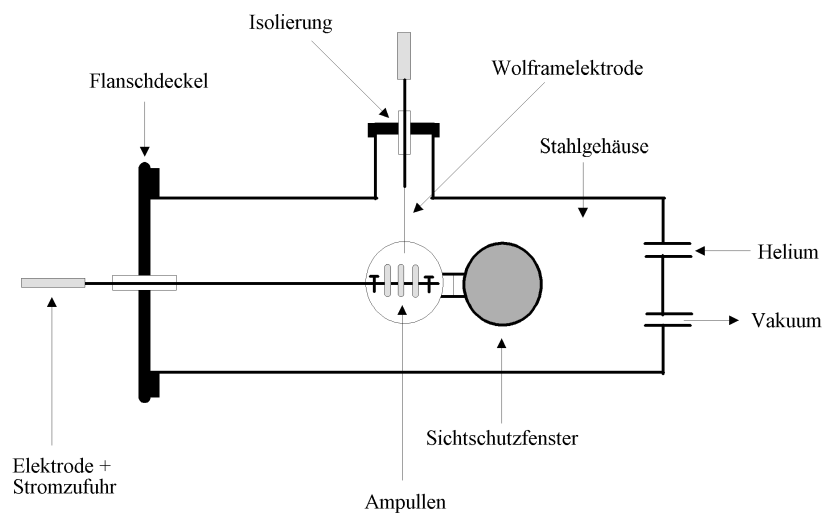 Isolierung
Wolframelektrode
Flanschdeckel
Stahlgehäuse
Helium
Vakuum
Sichtschutzfenster
Elektrode +
Stromzufuhr
Ampullen